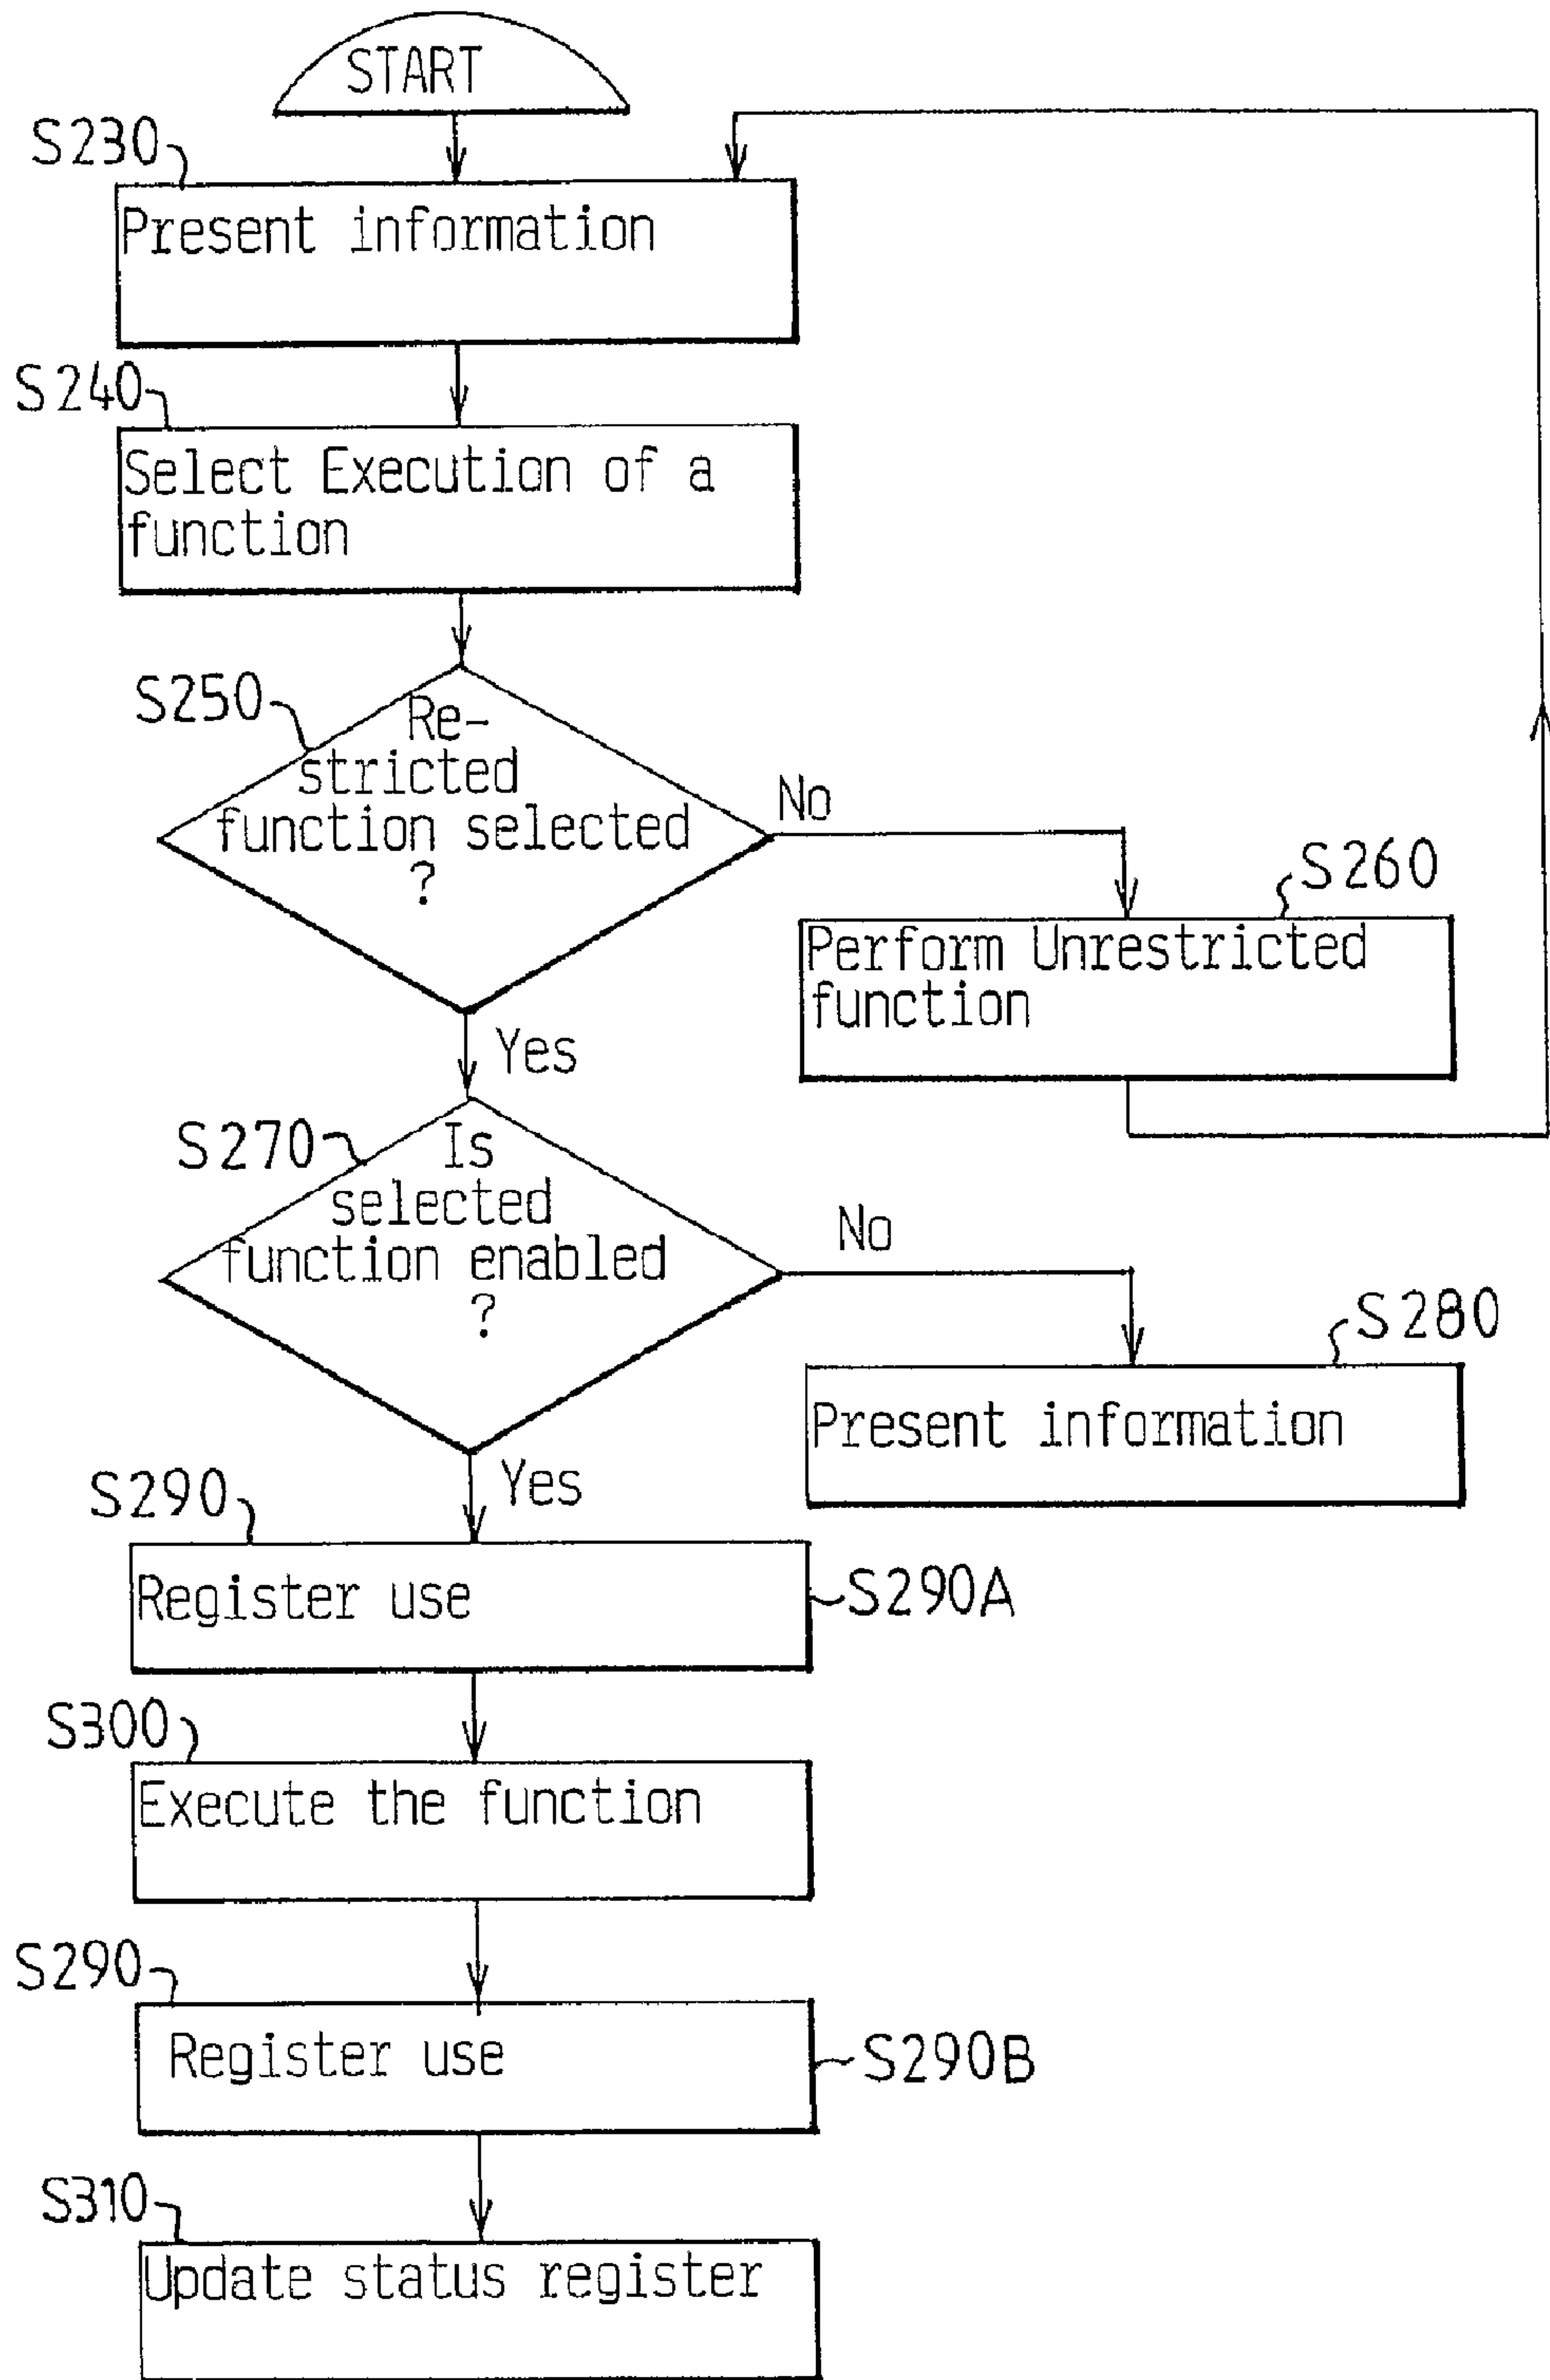 START
S230
Present information
S240
Select Execution of a
function
S250
Re-
stricted
function selected
?
No
S260
Perform Unrestricted
function
Yes
S270
Is
selected
function enabled
?
No
S280
Present information
Yes
S290
Register use
S290A
S300
Execute the function
S290
Register use
S290B
S310
Update status register